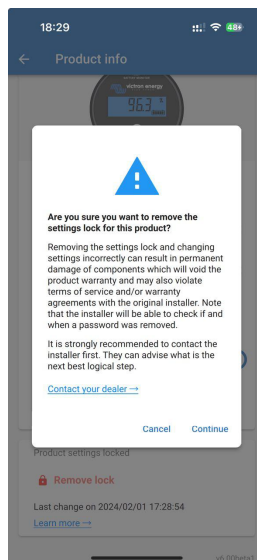 18:29
48
← Product info
victron energy
96.3
Are you sure you want to remove the
settings lock for this product?
Removing the settings lock and changing
settings incorrectly can result in permanent
damage of components which will void the
product warranty and may also violate
terms of service and/or warranty
agreements with the original installer. Note
that the installer will be able to check if and
when a password was removed.
It is strongly recommended to contact the
installer first. They can advise what is the
next best logical step.
Contact your dealer →
Cancel Continue
Product settings locked
Remove lock
Last change on 2024/02/01 17:28:54
Learn more →
v6.00beta3